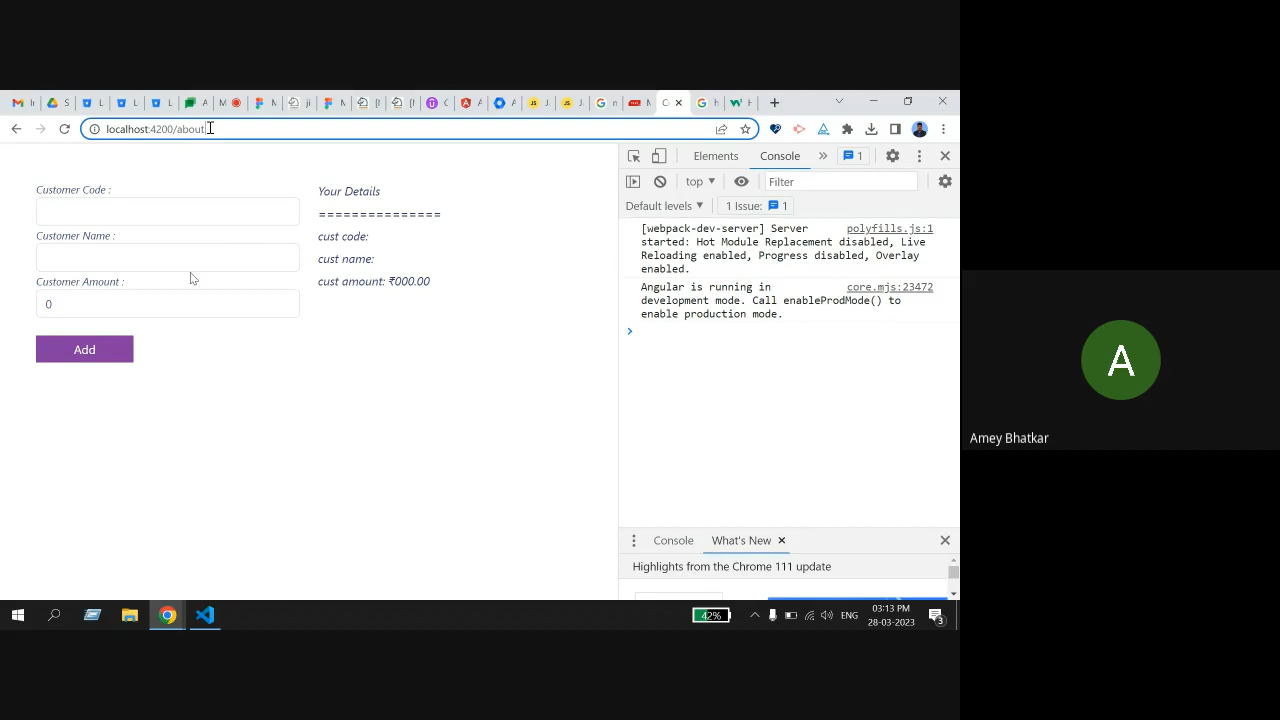 localhost:4200/about
Elements
Console
1
top
Filter
Default levels
1 Issue:
1
Customer Code :
Customer Name :
Customer Amount :
0
Add
Your Details
===============
cust code:
cust name:
cust amount: ₹000.00
[webpack-dev-server] Server polyfills.js:1
started: Hot Module Replacement disabled, Live
Reloading enabled, Progress disabled, Overlay
enabled.
Angular is running in core.mjs:23472
development mode. Call enableProdMode() to
enable production mode.
Console
What's New
Highlights from the Chrome 111 update
A
Amey Bhatkar
42%
ENG
03:13 PM
28-03-2023
3